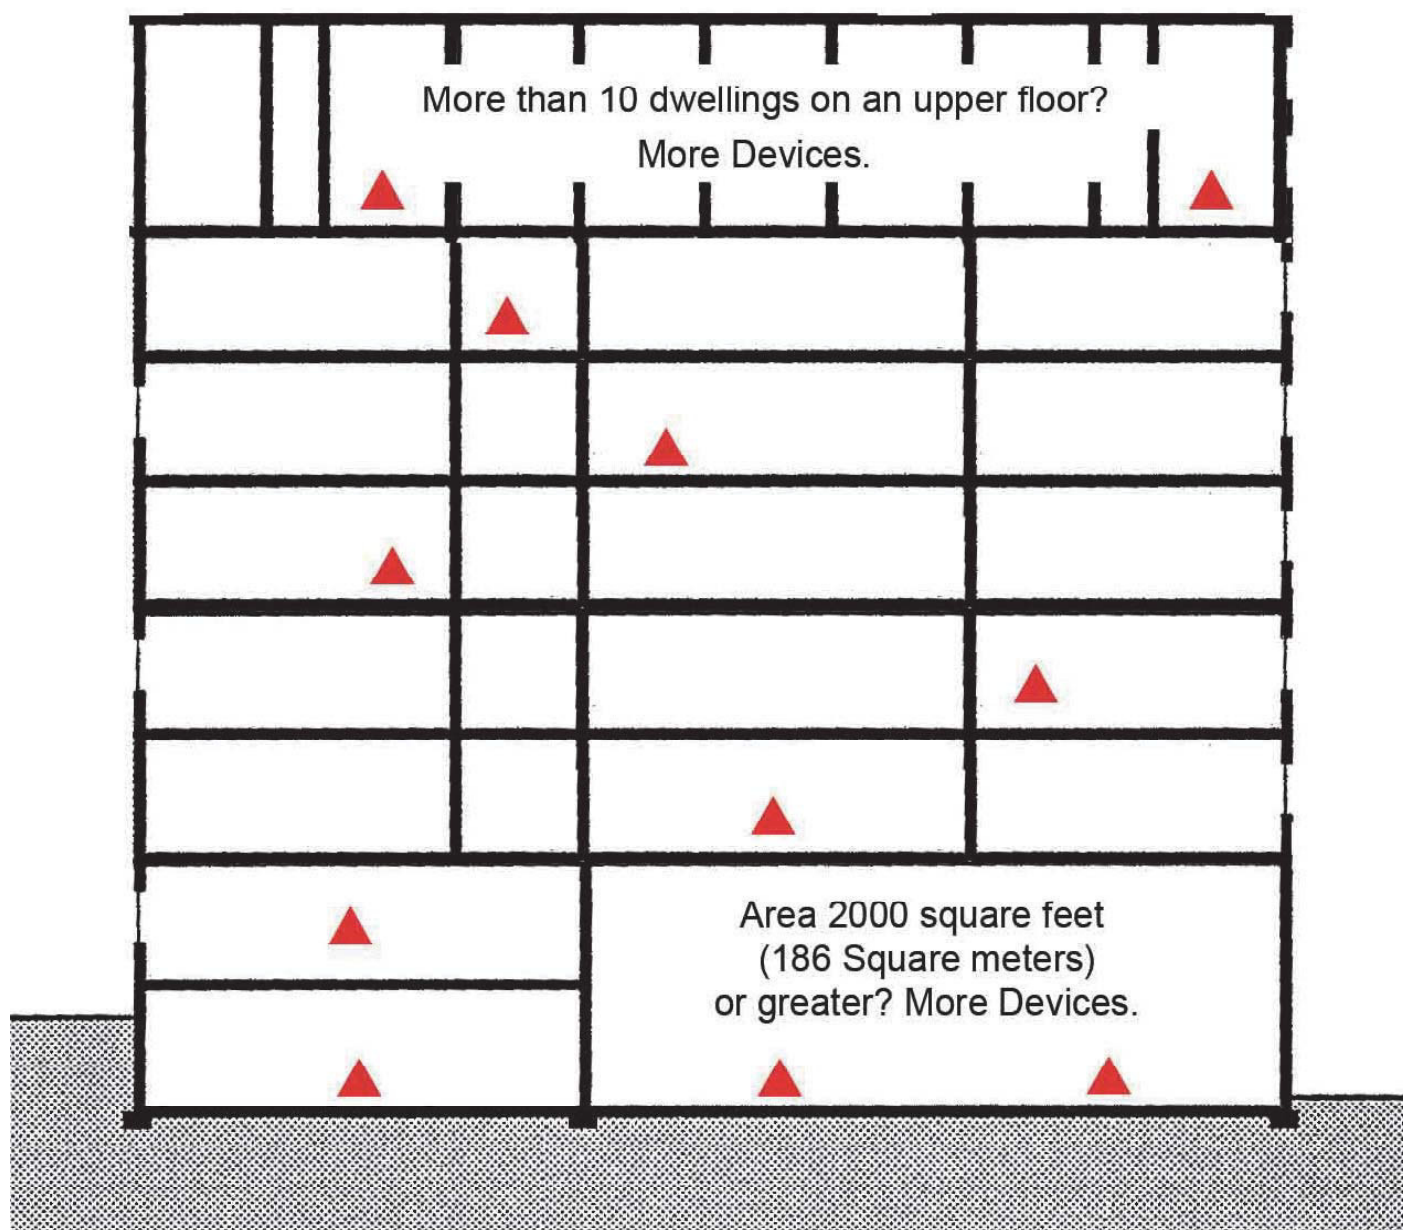 More than 10 dwellings on an upper floor?
More Devices.
Area 2000 square feet
(186 Square meters)
or greater? More Devices.